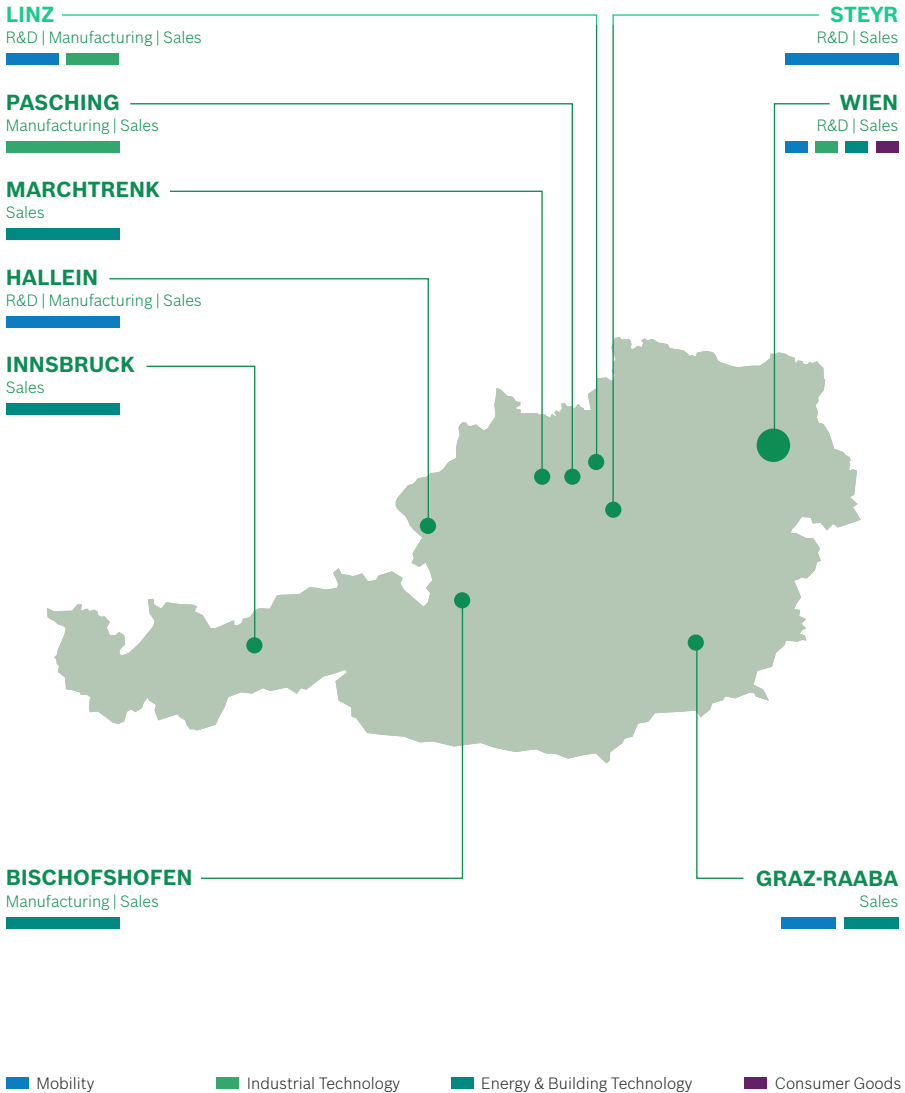 LINZ
R&D | Manufacturing | Sales
STEYR
R&D | Sales
PASCHING
Manufacturing | Sales
WIEN
R&D | Sales
MARCHTRENK
Sales
HALLEIN
R&D | Manufacturing | Sales
INNSBRUCK
Sales
BISCHOFSHOFEN
Manufacturing | Sales
GRAZ-RAABA
Sales
Mobility
Industrial Technology
Energy & Building Technology
Consumer Goods